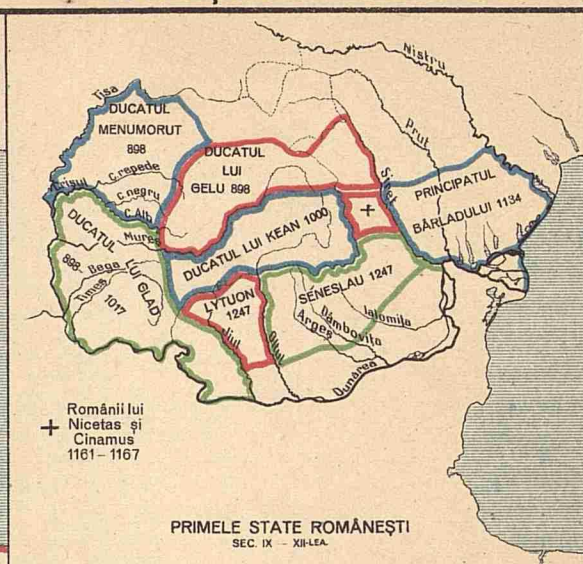 Nistru
Tisa
DUCATUL
MENUMORUT
898
Prut
DUCATUL
LUI
GELU 898
C.repede
Crișul
C.negru
C.Alb
Siret
PRINCIPATUL
BÂRLADULUI 1134
DUCATUL
LUI GLAD
898-
1017
Mureș
Bega
Timeș
DUCATUL LUI KEAN 1000
LYTUON
1247
SENESLAU 1247
Ialomița
Dâmbovița
Argeș
Jiul
Oltul
Dunărea
Românii lui
Nicetas și
Cinamus
1161-1167
PRIMELE STATE ROMÂNEȘTI
SEC. IX - XII-LEA.